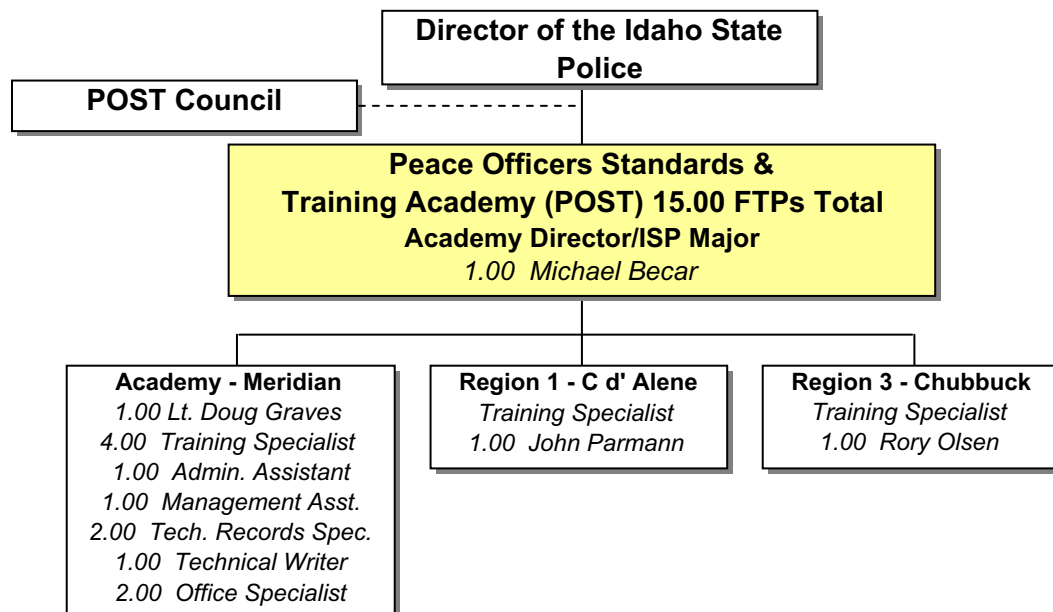 Director of the Idaho State
Police
POST Council
Peace Officers Standards &
Training Academy (POST) 15.00 FTPs Total
Academy Director/ISP Major
1.00 Michael Becar
Academy - Meridian
1.00 Lt. Doug Graves
4.00 Training Specialist
1.00 Admin. Assistant
1.00 Management Asst.
2.00 Tech. Records Spec.
1.00 Technical Writer
2.00 Office Specialist
Region 1 - C d' Alene
Training Specialist
1.00 John Parmann
Region 3 - Chubbuck
Training Specialist
1.00 Rory Olsen